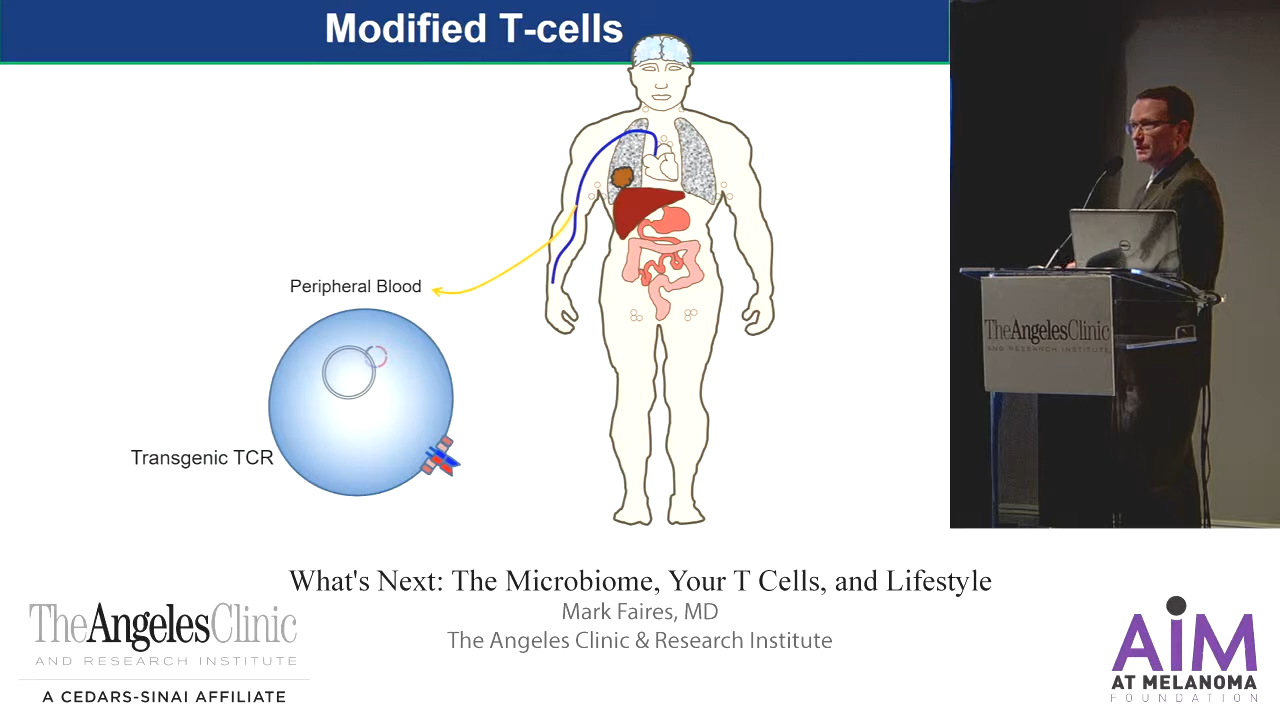 Modified T-cells
Peripheral Blood
Transgenic TCR
TheAngelesClinic
AND RESEARCH INSTITUTE
What's Next: The Microbiome, Your T Cells, and Lifestyle
Mark Faires, MD
The Angeles Clinic & Research Institute
TheAngelesClinic
AND RESEARCH INSTITUTE
A CEDARS-SINAI AFFILIATE
AiM
AT MELANOMA
FOUNDATION